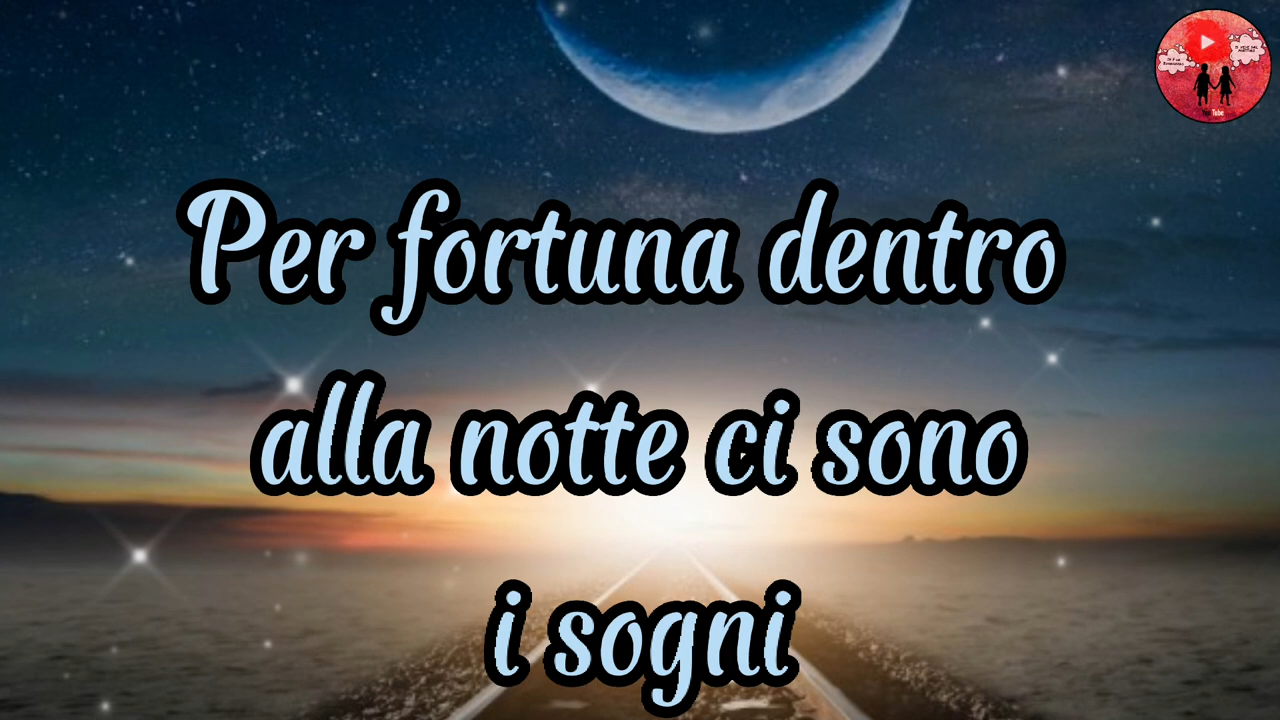 Per fortuna dentro
alla notte ci sono
i sogni